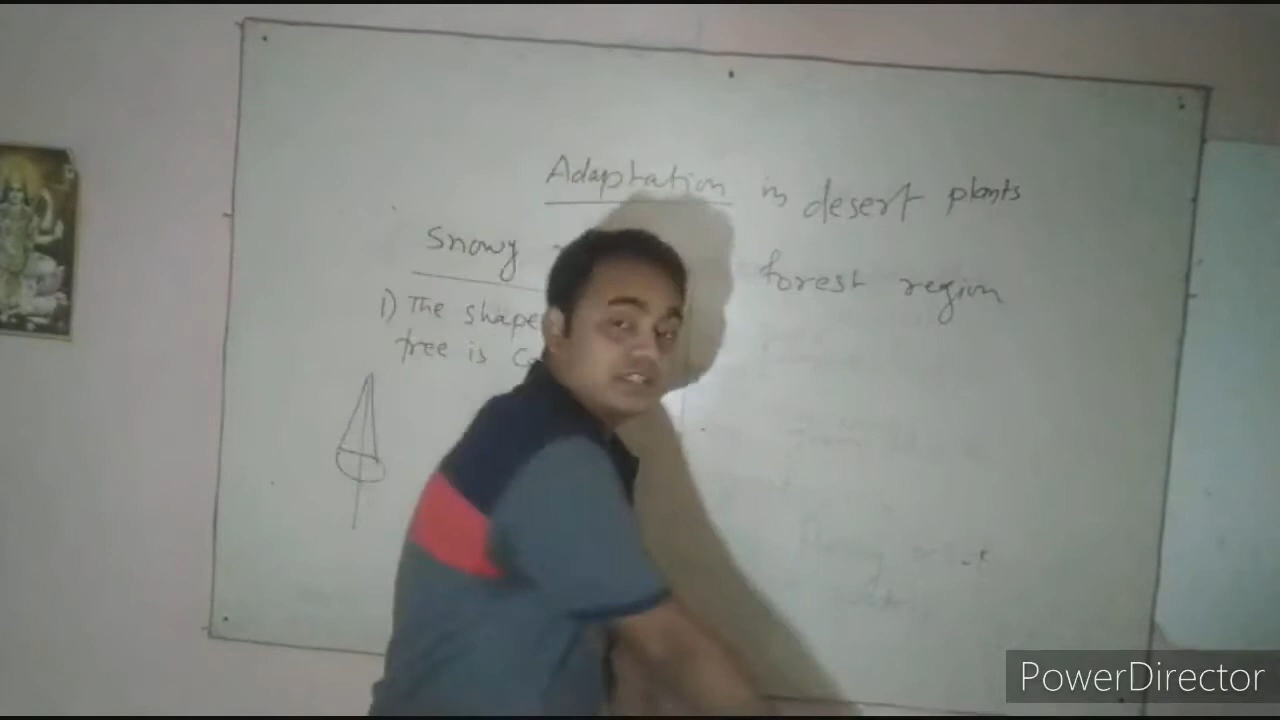 Adaptation in desert plants
Snowy forest region
1) The shape
tree is
PowerDirector